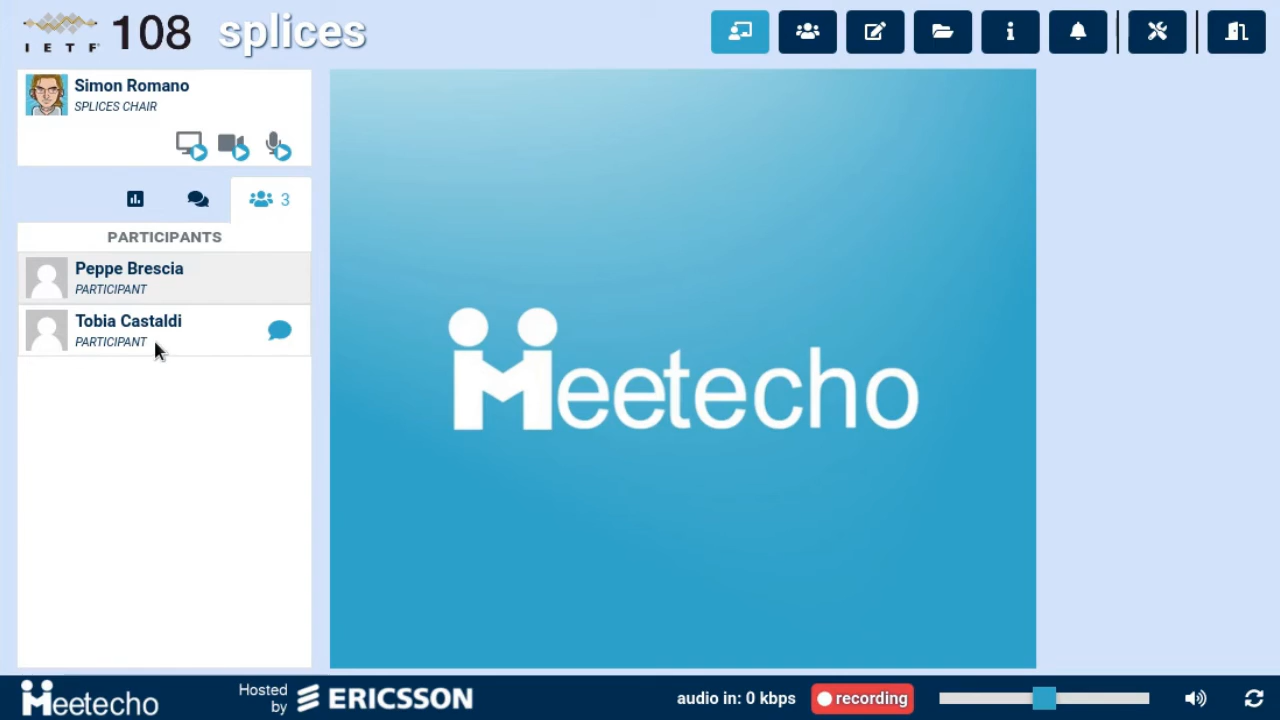 IETF 108 splices
Simon Romano
SPLICES CHAIR
3
PARTICIPANTS
Peppe Brescia
PARTICIPANT
Tobia Castaldi
PARTICIPANT
Meetecho
Meetecho
Hosted
by
ERICSSON
audio in: 0 kbps
recording